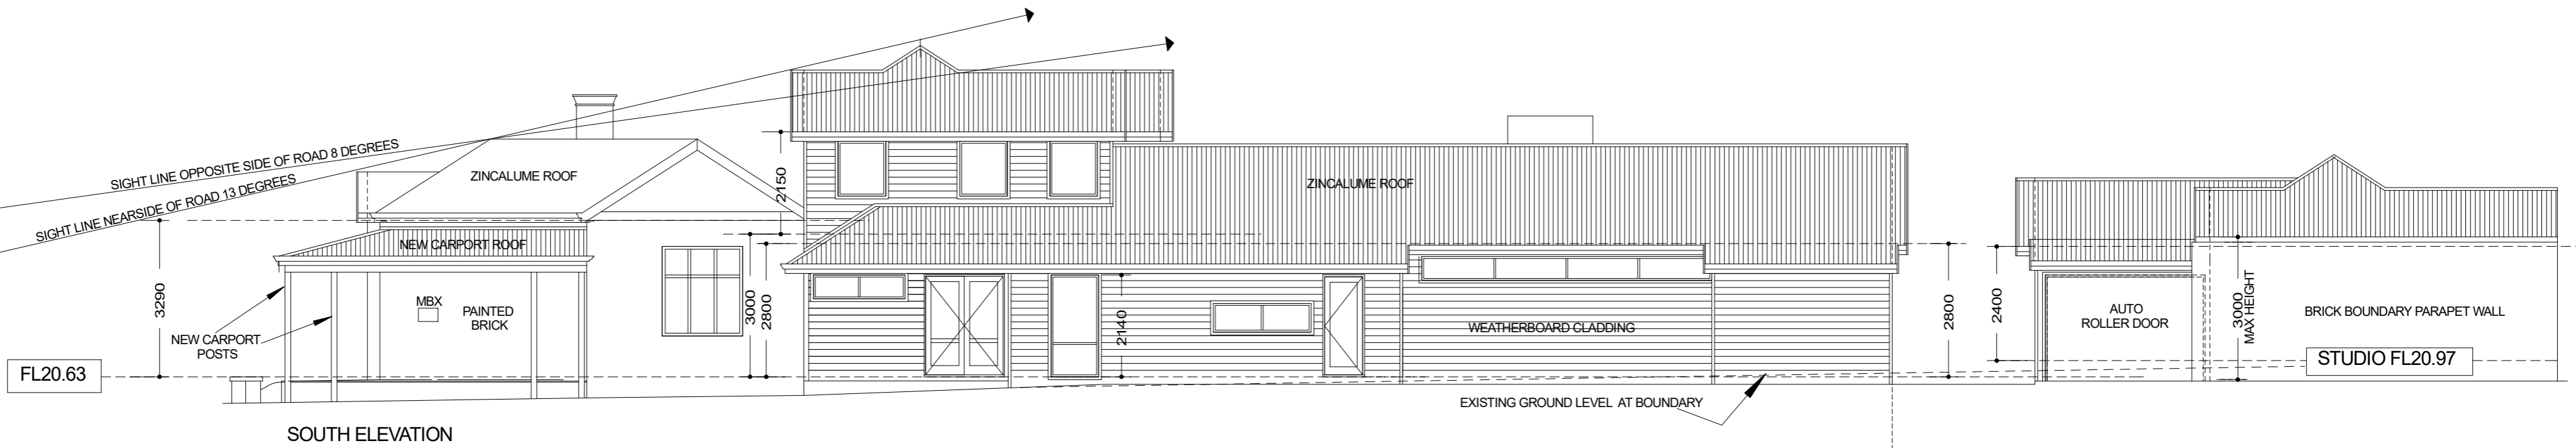 SIGHT LINE OPPOSITE SIDE OF ROAD 8 DEGREES
SIGHT LINE NEARSIDE OF ROAD 13 DEGREES
ZINCALUME ROOF
NEW CARPORT ROOF
3290
MBX
PAINTED
BRICK
NEW CARPORT
POSTS
FL20.63
2150
3000
2800
2140
ZINCALUME ROOF
WEATHERBOARD CLADDING
EXISTING GROUND LEVEL AT BOUNDARY
2800
2400
AUTO
ROLLER DOOR
3000
MAX HEIGHT
BRICK BOUNDARY PARAPET WALL
STUDIO FL20.97
SOUTH ELEVATION